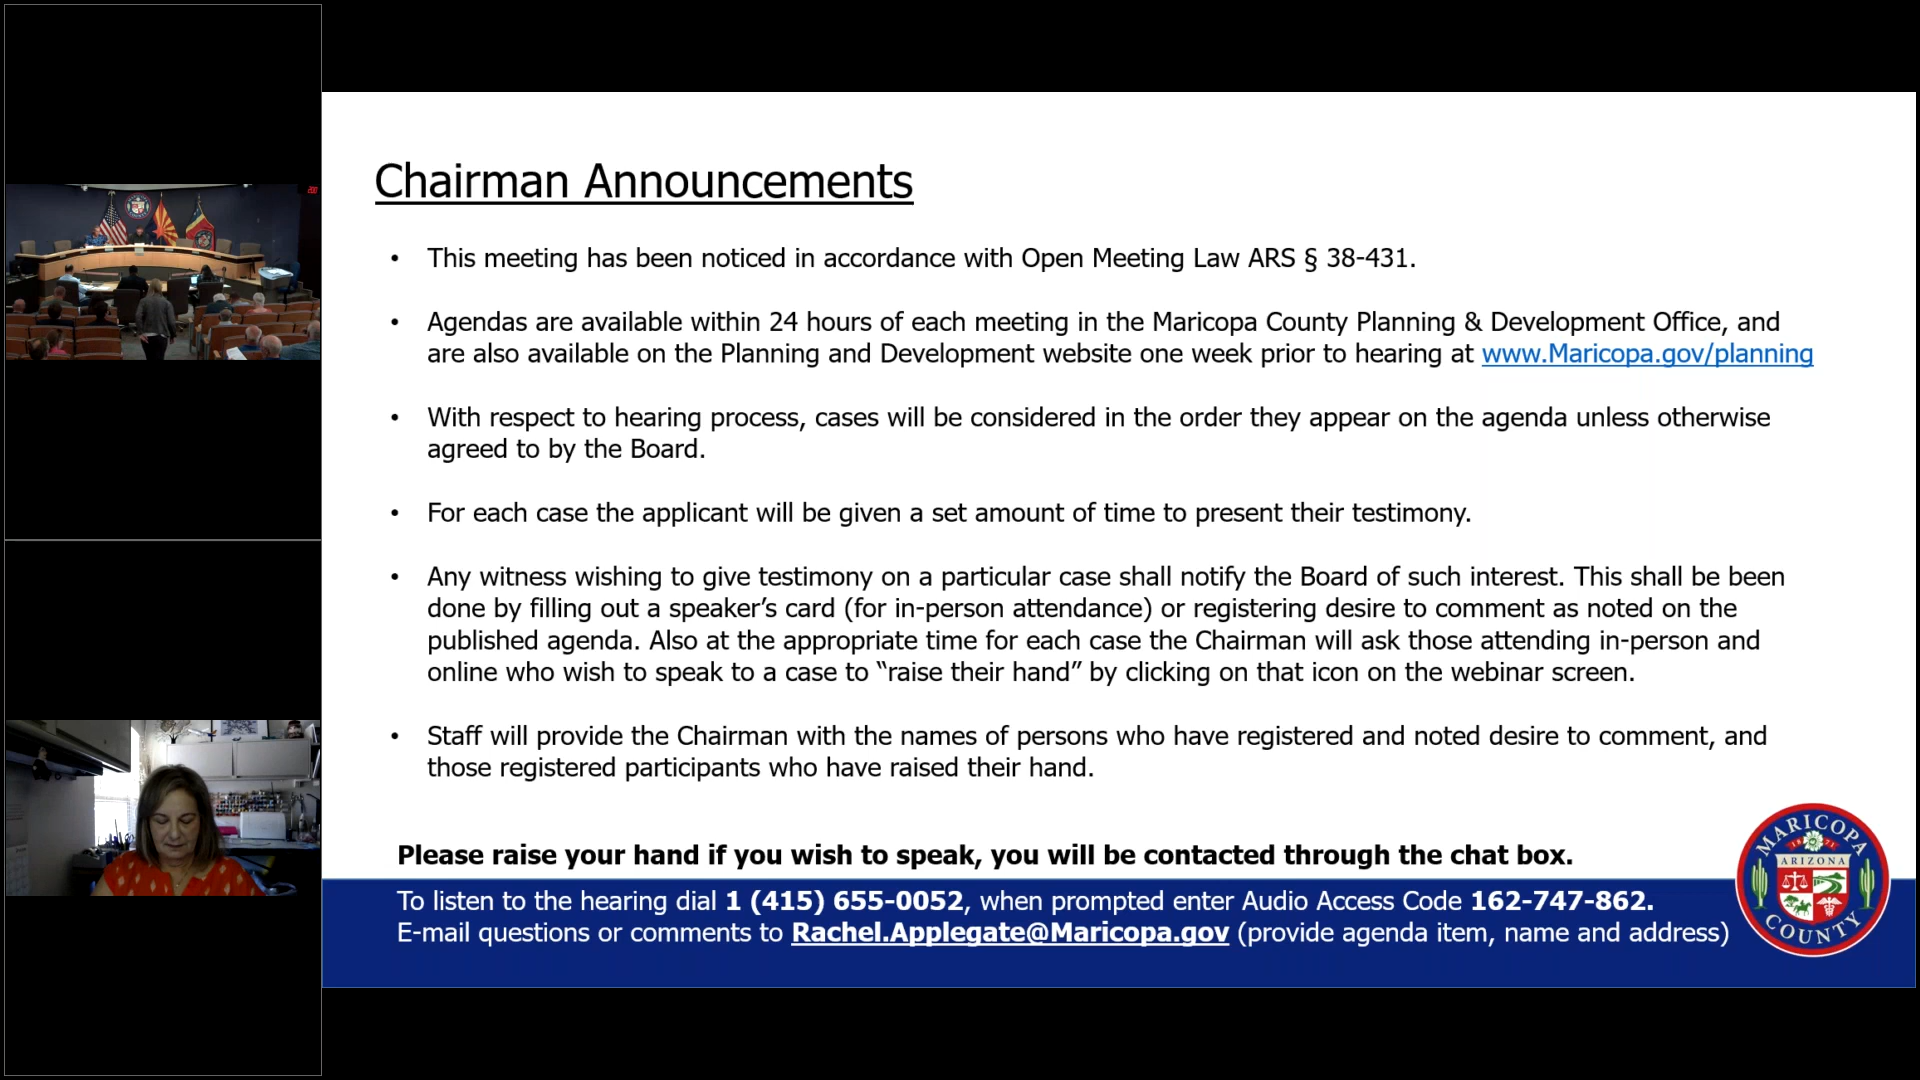 Chairman Announcements
• This meeting has been noticed in accordance with Open Meeting Law ARS § 38-431.
• Agendas are available within 24 hours of each meeting in the Maricopa County Planning & Development Office, and
are also available on the Planning and Development website one week prior to hearing at www.Maricopa.gov/planning
• With respect to hearing process, cases will be considered in the order they appear on the agenda unless otherwise
agreed to by the Board.
• For each case the applicant will be given a set amount of time to present their testimony.
• Any witness wishing to give testimony on a particular case shall notify the Board of such interest. This shall be been
done by filling out a speaker’s card (for in-person attendance) or registering desire to comment as noted on the
published agenda. Also at the appropriate time for each case the Chairman will ask those attending in-person and
online who wish to speak to a case to “raise their hand” by clicking on that icon on the webinar screen.
• Staff will provide the Chairman with the names of persons who have registered and noted desire to comment, and
those registered participants who have raised their hand.
Please raise your hand if you wish to speak, you will be contacted through the chat box.
To listen to the hearing dial 1 (415) 655-0052, when prompted enter Audio Access Code 162-747-862.
E-mail questions or comments to Rachel.Applegate@Maricopa.gov (provide agenda item, name and address)
MARICOPA
1871
ARIZONA
COUNTY